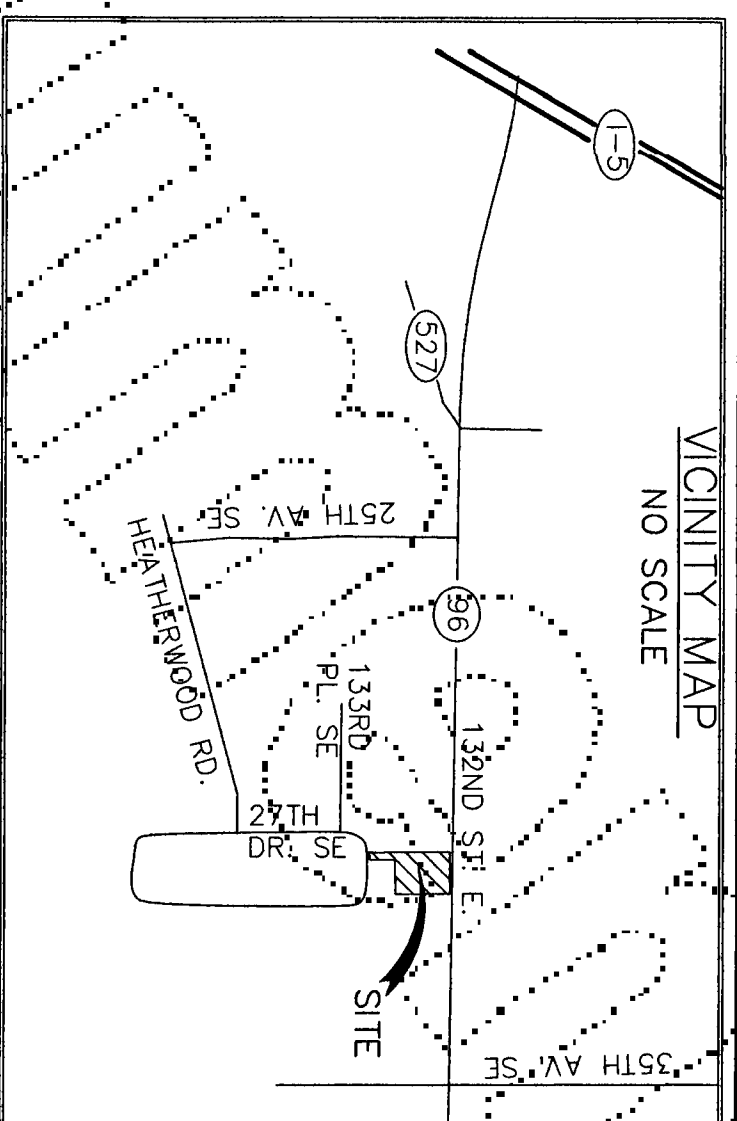 VICINITY MAP
NO SCALE
I-5
527
96
25TH AV. SE
HEATHERWOOD RD.
133RD
PL. SE
132ND ST. E.
27TH
DR. SE
SITE
35TH AV. SE